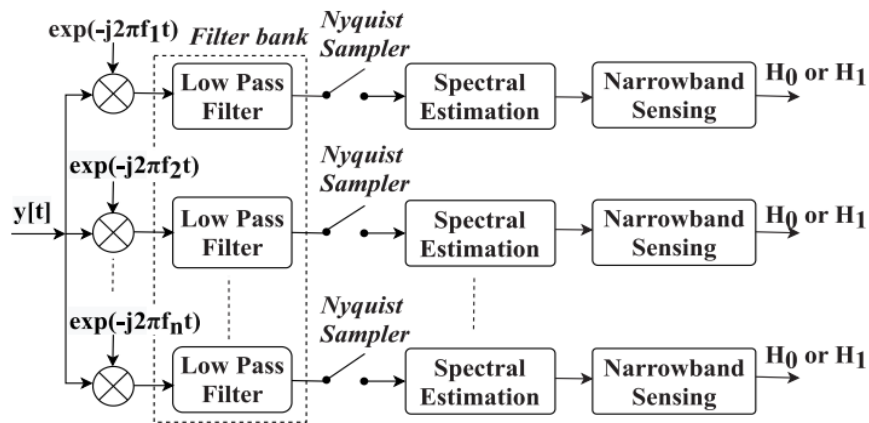 exp(-j2πf₁t)
Filter bank
Nyquist
Sampler
Low Pass
Filter
Spectral
Estimation
Narrowband
Sensing
H₀ or H₁
exp(-j2πf₂t)
y[t]
Low Pass
Filter
Nyquist
Sampler
Spectral
Estimation
Narrowband
Sensing
H₀ or H₁
exp(-j2πfₙt)
Low Pass
Filter
Nyquist
Sampler
Spectral
Estimation
Narrowband
Sensing
H₀ or H₁